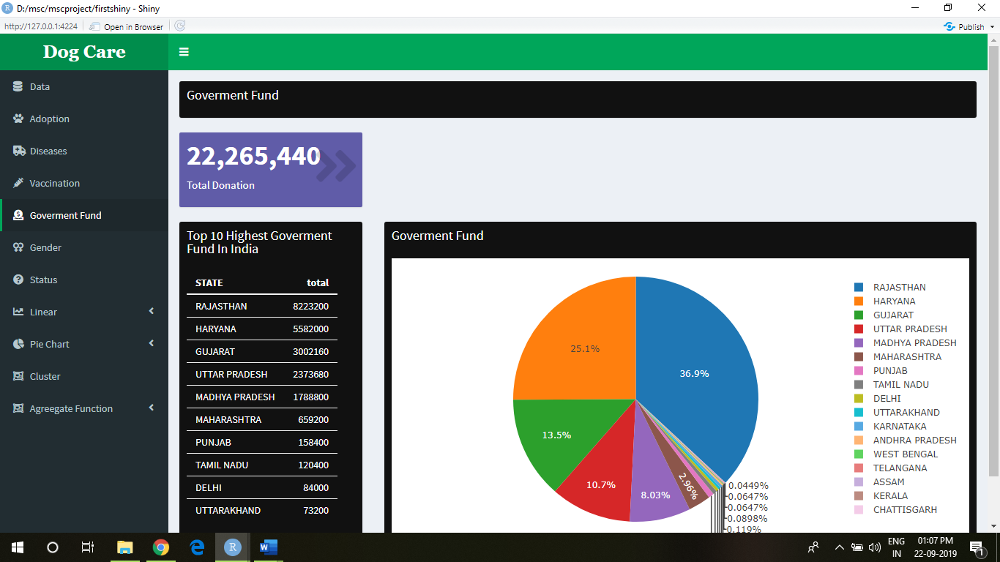 D:/msc/mscproject/firstshiny - Shiny
http://127.0.0.1:4224
Open in Browser
Publish
Dog Care
Data
Adoption
Diseases
Vaccination
Goverment Fund
Gender
Status
Linear
Pie Chart
Cluster
Agreegate Function
Goverment Fund
22,265,440
Total Donation
Top 10 Highest Goverment
Fund In India
STATE total
RAJASTHAN 8223200
HARYANA 5582000
GUJARAT 3002160
UTTAR PRADESH 2373680
MADHYA PRADESH 1788800
MAHARASHTRA 659200
PUNJAB 158400
TAMIL NADU 120400
DELHI 84000
UTTARAKHAND 73200
Goverment Fund
25.1%
36.9%
13.5%
10.7%
8.03%
2.96%
0.0449%
0.0647%
0.0647%
0.0898%
0.119%
RAJASTHAN
HARYANA
GUJARAT
UTTAR PRADESH
MADHYA PRADESH
MAHARASHTRA
PUNJAB
TAMIL NADU
DELHI
UTTARAKHAND
KARNATAKA
ANDHRA PRADESH
WEST BENGAL
TELANGANA
ASSAM
KERALA
CHATTISGARH
ENG
IN
01:07 PM
22-09-2019
1